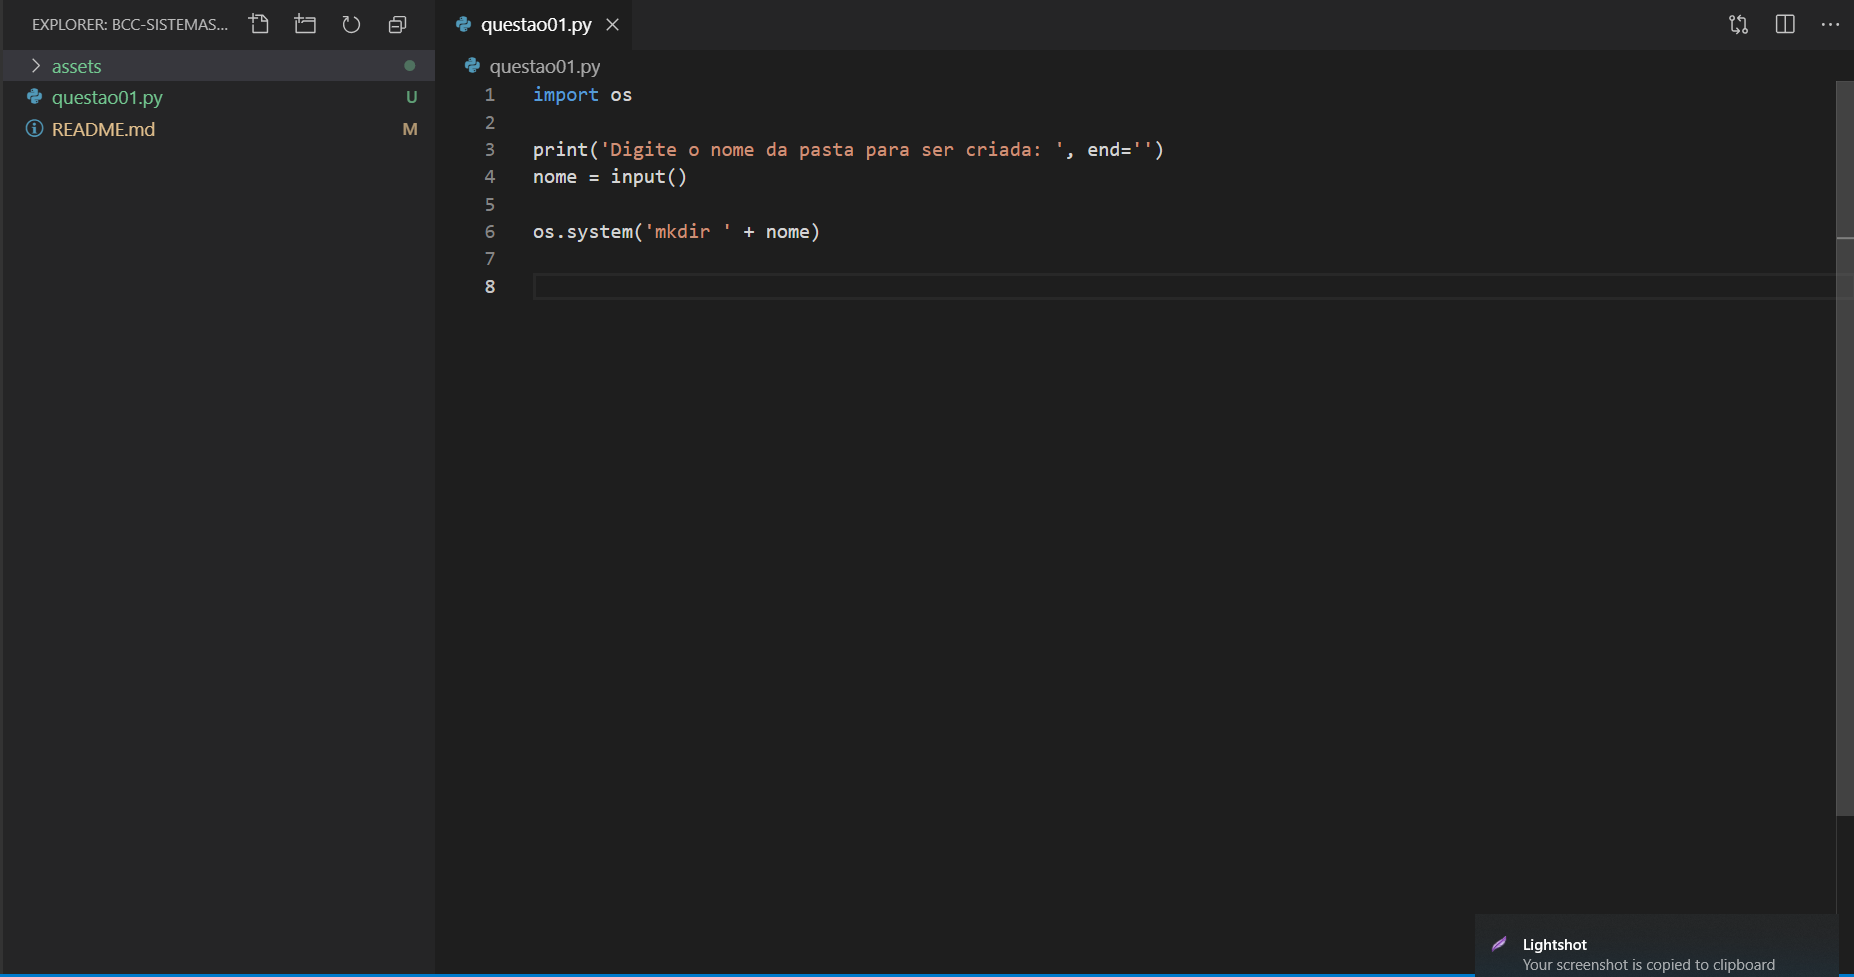 EXPLORER: BCC-SISTEMAS...
assets
questao01.py U
README.md M
questao01.py
questao01.py
1 import os
2
3 print('Digite o nome da pasta para ser criada: ', end='')
4 nome = input()
5
6 os.system('mkdir ' + nome)
7
8
Lightshot
Your screenshot is copied to clipboard